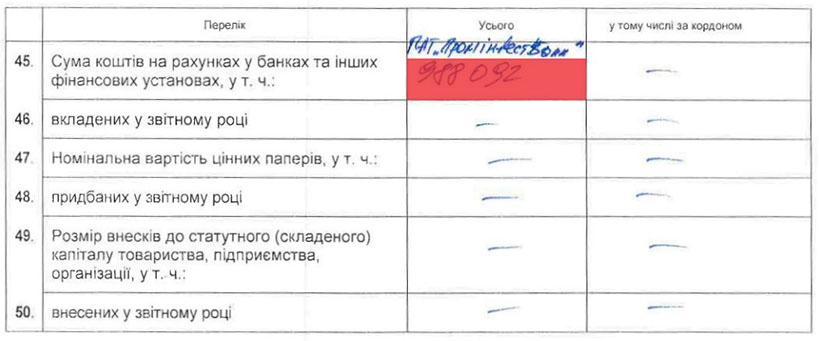 Перелік Усього у тому числі за кордоном
ПАТ „Промінвестбанк"
45. Сума коштів на рахунках у банках та інших
фінансових установах, у т. ч.: 988 092 —
46. вкладених у звітному році — —
47. Номінальна вартість цінних паперів, у т. ч.: — —
48. придбаних у звітному році — —
49. Розмір внесків до статутного (складеного)
капіталу товариства, підприємства, — —
організації, у т. ч.:
50. внесених у звітному році — —